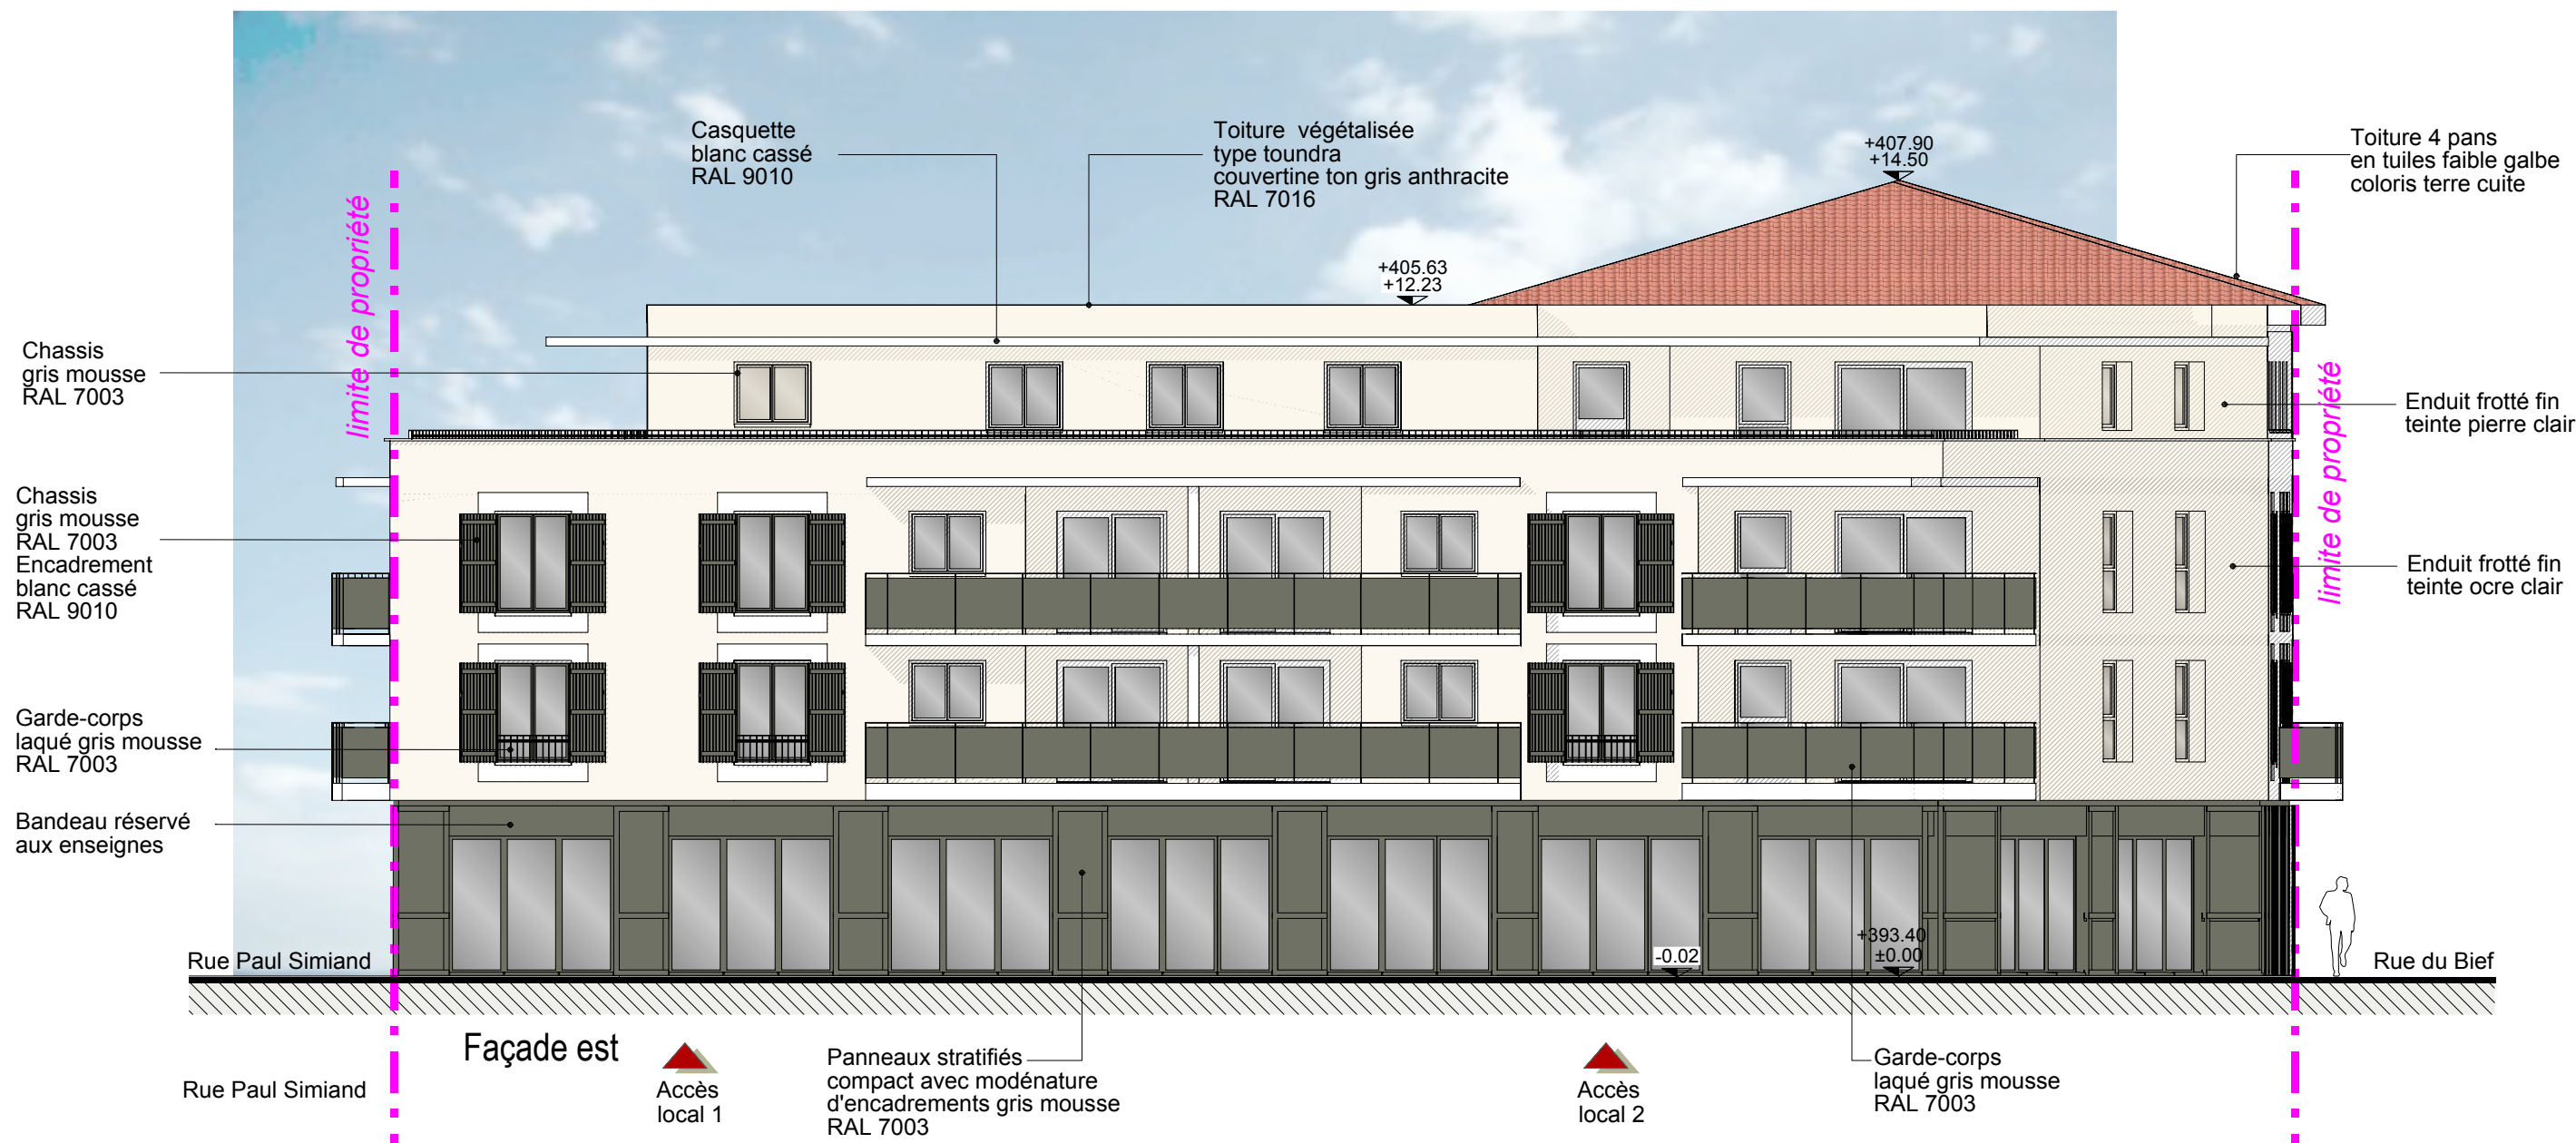 Casquette
blanc cassé
RAL 9010
Toiture végétalisée
type toundra
couvertine ton gris anthracite
RAL 7016
+407.90
+14.50
Toiture 4 pans
en tuiles faible galbe
coloris terre cuite
limite de propriété
+405.63
+12.23
Chassis
gris mousse
RAL 7003
Enduit frotté fin
teinte pierre clair
limite de propriété
Chassis
gris mousse
RAL 7003
Encadrement
blanc cassé
RAL 9010
Enduit frotté fin
teinte ocre clair
Garde-corps
laqué gris mousse
RAL 7003
Bandeau réservé
aux enseignes
Rue Paul Simiand
-0.02
+393.40
±0.00
Rue du Bief
Façade est
Rue Paul Simiand
Accès
local 1
Panneaux stratifiés
compact avec modénature
d'encadrements gris mousse
RAL 7003
Accès
local 2
Garde-corps
laqué gris mousse
RAL 7003